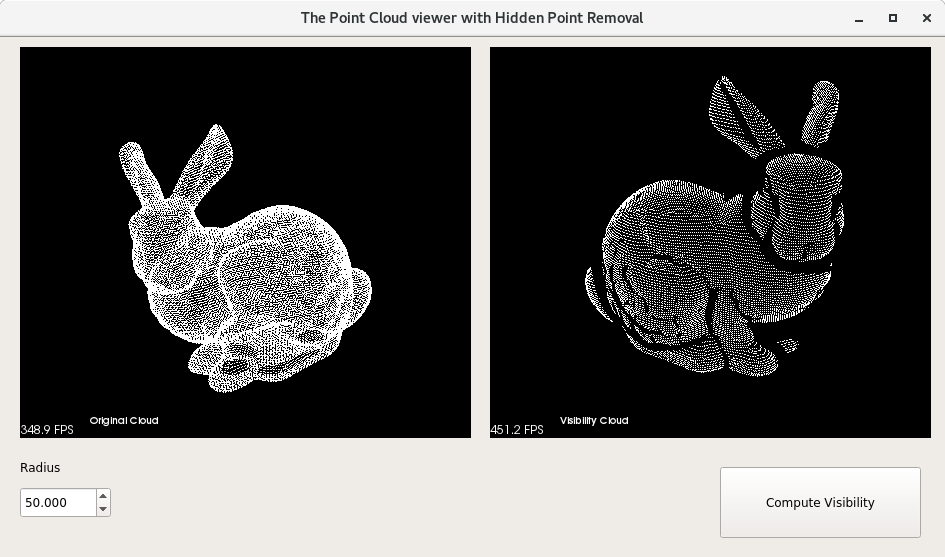 The Point Cloud viewer with Hidden Point Removal
Original Cloud
348.9 FPS
Visibility Cloud
451.2 FPS
Radius
50.000
Compute Visibility